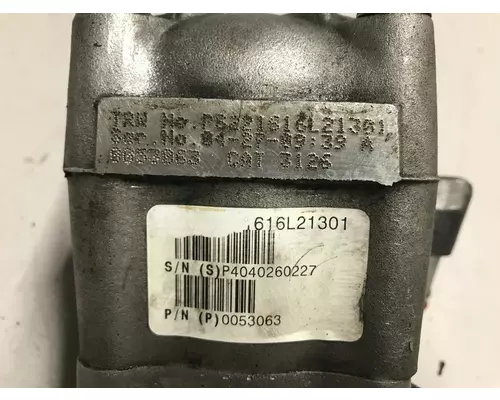 TRW No.
Ser.No. A
0053063 CAT 3126
616L21301
S/N (S)P4040260227
P/N (P)0053063